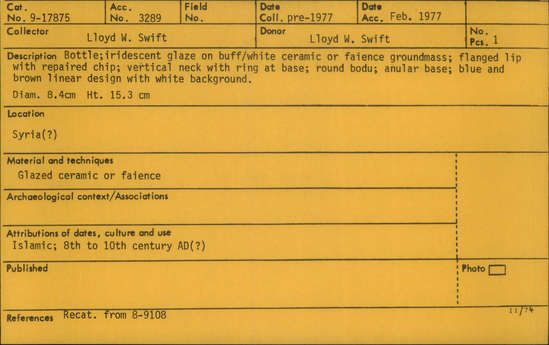 Cat. No. 9-17875 Acc. No. 3289 Field No. Date Coll. pre-1977 Date Acc. Feb. 1977
Collector Lloyd W. Swift Donor Lloyd W. Swift No. Pcs. 1
Description Bottle;iridescent glaze on buff/white ceramic or faience groundmass; flanged lip
with repaired chip; vertical neck with ring at base; round bodu; anular base; blue and
brown linear design with white background.
Diam. 8.4cm Ht. 15.3 cm
Location
Syria(?)
Material and techniques
Glazed ceramic or faience
Archaeological context/Associations
Attributions of dates, culture and use
Islamic; 8th to 10th century AD(?)
Published
Photo
References Recat. from 8-9108